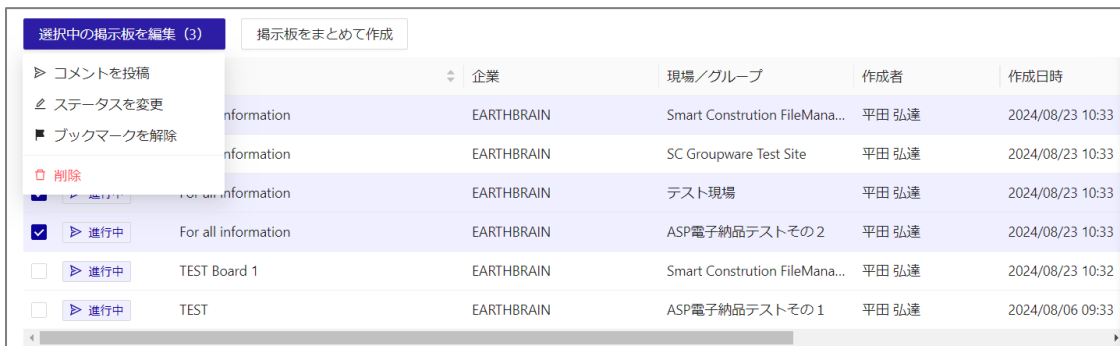 選択中の掲示板を編集（3） 掲示板をまとめて作成
コメントを投稿
ステータスを変更
ブックマークを解除
削除
企業 現場／グループ 作成者 作成日時
nformation EARTHBRAIN Smart Constrution FileMana... 平田 弘達 2024/08/23 10:33
nformation EARTHBRAIN SC Groupware Test Site 平田 弘達 2024/08/23 10:33
進行中 For all information EARTHBRAIN テスト現場 平田 弘達 2024/08/23 10:33
進行中 For all information EARTHBRAIN ASP電子納品テストその２ 平田 弘達 2024/08/23 10:33
進行中 TEST Board 1 EARTHBRAIN Smart Constrution FileMana... 平田 弘達 2024/08/23 10:32
進行中 TEST EARTHBRAIN ASP電子納品テストその１ 平田 弘達 2024/08/06 09:33